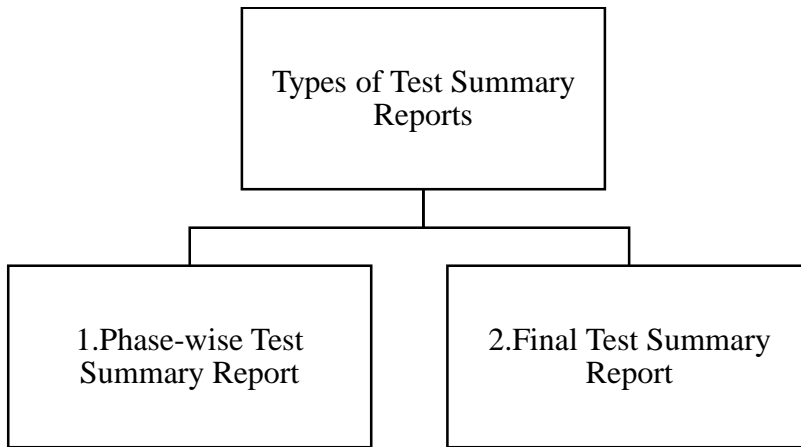 Types of Test Summary
Reports
1.Phase-wise Test
Summary Report
2.Final Test Summary
Report